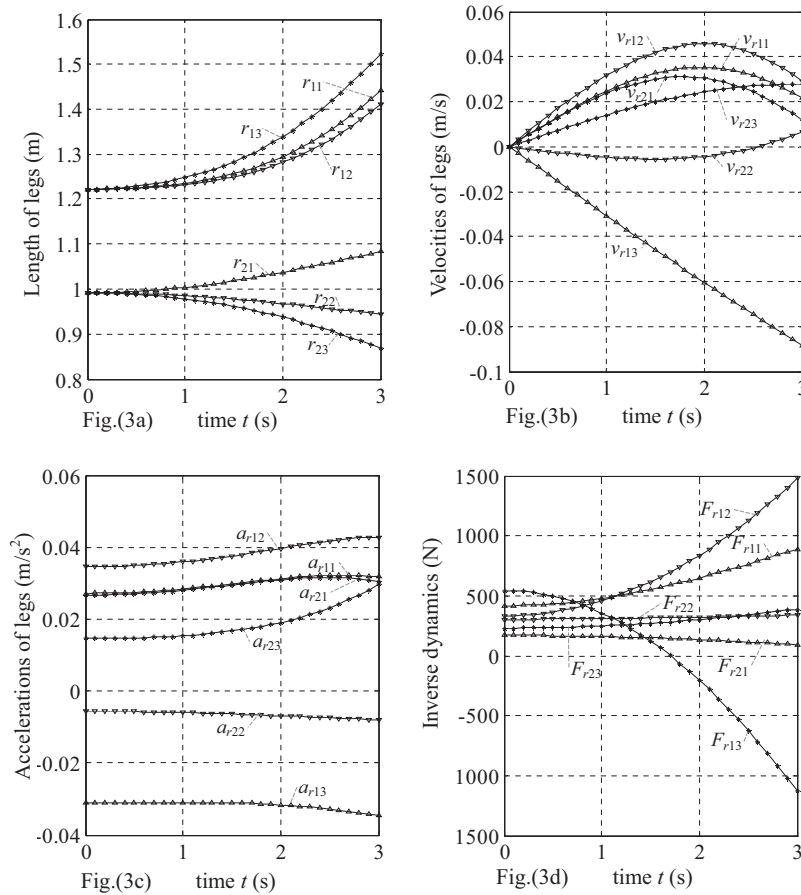 Length of legs (m)
1.6
1.5
1.4
1.3
1.2
1.1
1
0.9
0.8
r11
r13
r12
r21
r22
r23
0
1
2
3
Fig.(3a) time t (s)
Velocities of legs (m/s)
0.06
0.04
0.02
0
-0.02
-0.04
-0.06
-0.08
-0.1
vr12
vr11
vr21
vr23
vr22
vr13
0
1
2
3
Fig.(3b) time t (s)
Accelerations of legs (m/s2)
0.06
0.04
0.02
0
-0.02
-0.04
ar12
ar11
ar21
ar23
ar22
ar13
0
1
2
3
Fig.(3c) time t (s)
Inverse dynamics (N)
1500
1000
500
0
-500
1000
1500
Fr12
Fr11
Fr22
Fr23
Fr21
Fr13
0
1
2
3
Fig.(3d) time t (s)